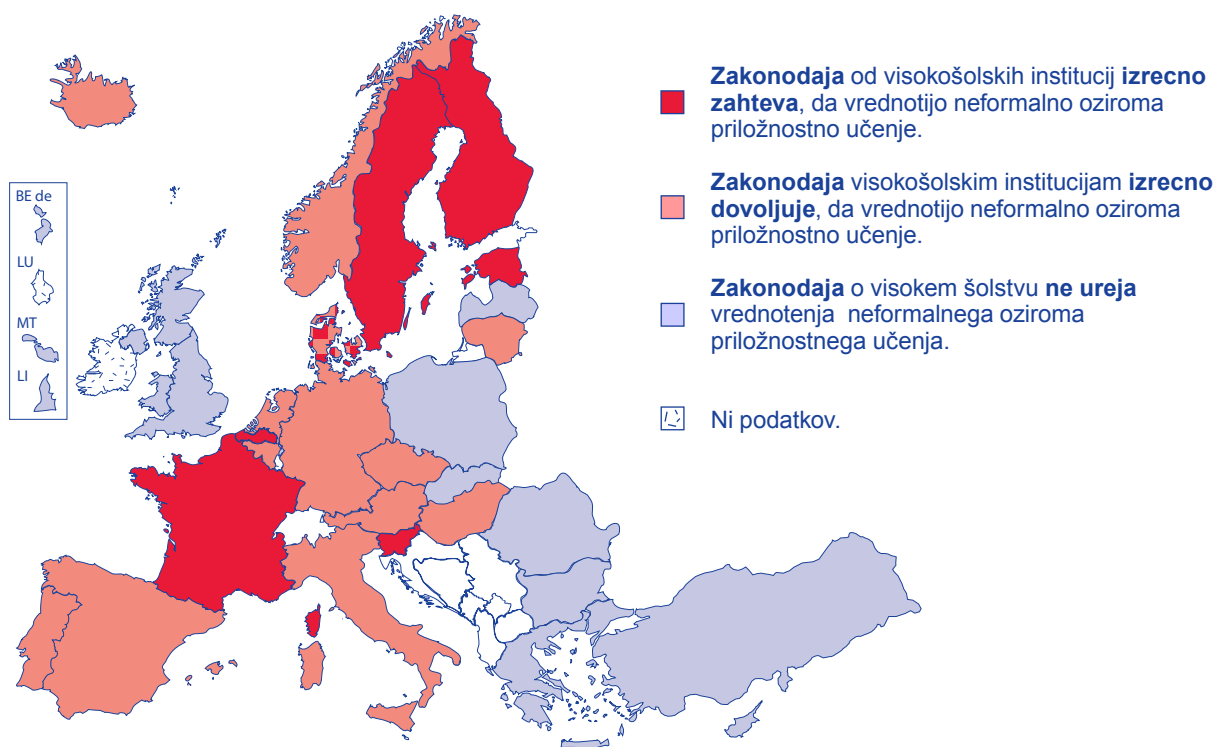 BE de
LU
MT
LI
Zakonodaja od visokošolskih institucij izrecno
zahteva, da vrednotijo neformalno oziroma
priložnostno učenje.
Zakonodaja visokošolskim institucijam izrecno
dovoljuje, da vrednotijo neformalno oziroma
priložnostno učenje.
Zakonodaja o visokem šolstvu ne ureja
vrednotenja neformalnega oziroma
priložnostnega učenja.
Ni podatkov.